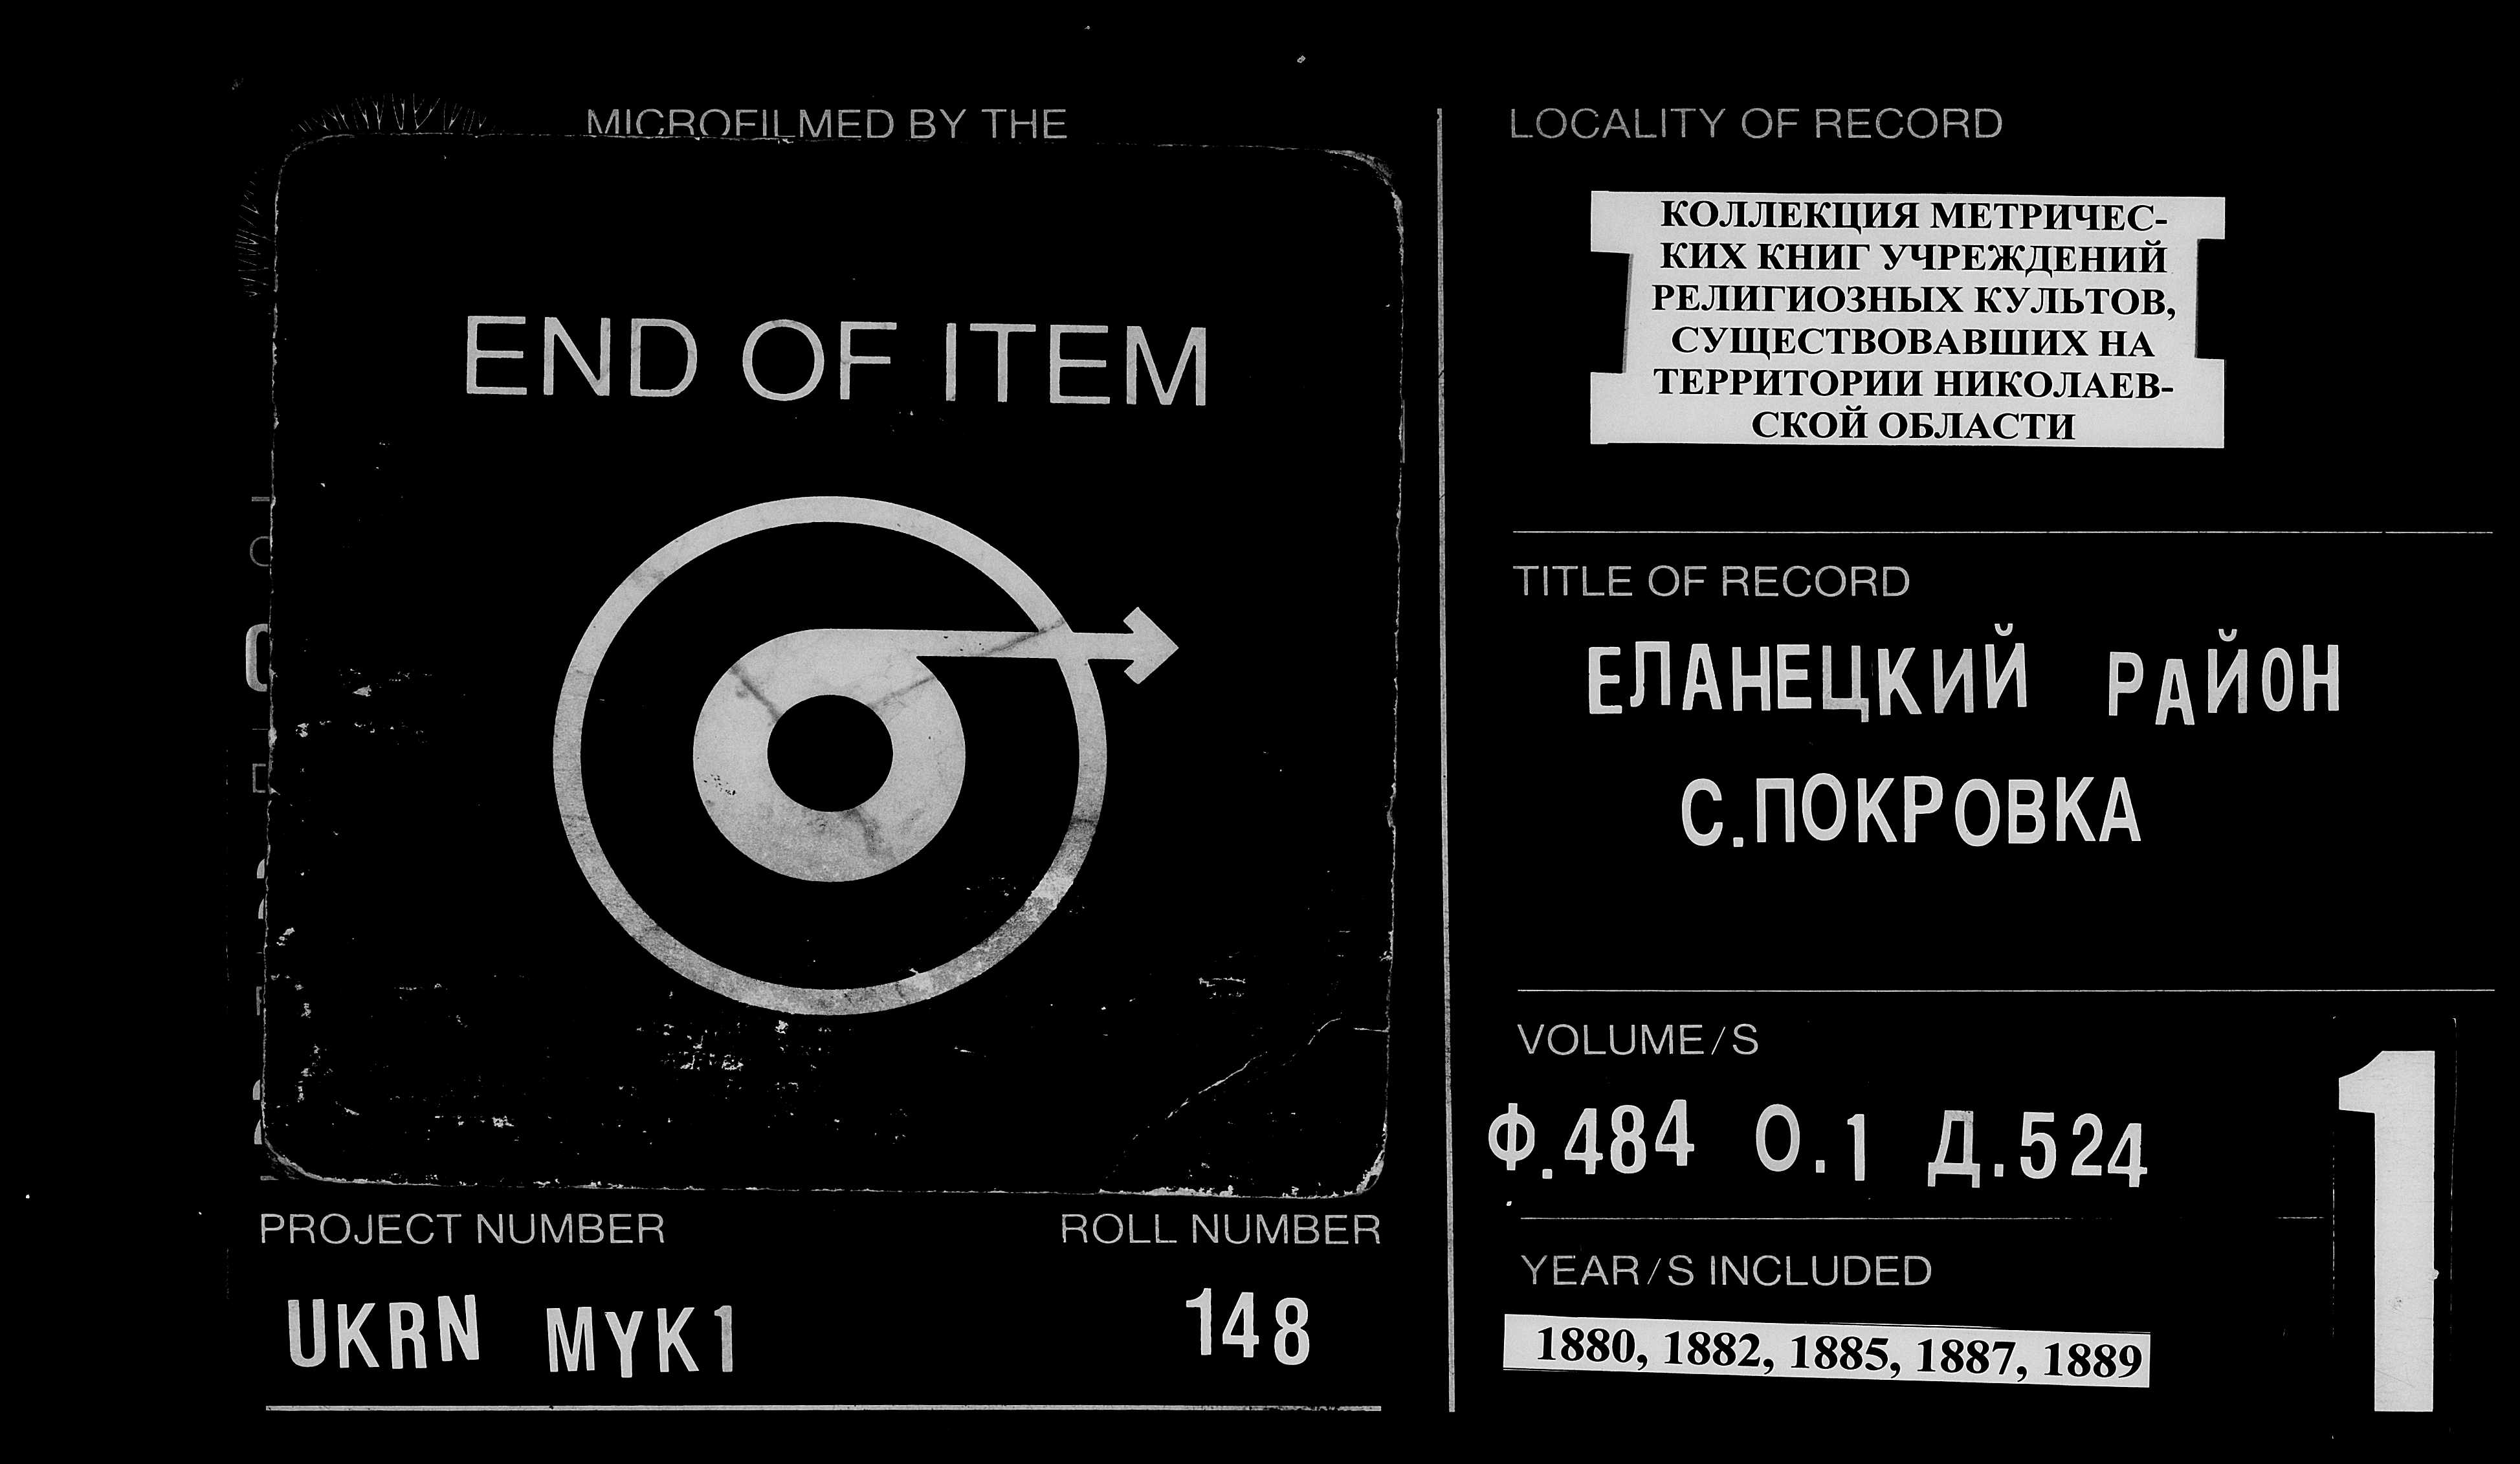 MICROFILMED BY THE
END OF ITEM
PROJECT NUMBER
ROLL NUMBER
UKRN MYK1
148
LOCALITY OF RECORD
КОЛЛЕКЦИЯ МЕТРИЧЕС-
КИХ КНИГ УЧРЕЖДЕНИЙ
РЕЛИГИОЗНЫХ КУЛЬТОВ,
СУЩЕСТВОВАВШИХ НА
ТЕРРИТОРИИ НИКОЛАЕВ-
СКОЙ ОБЛАСТИ
TITLE OF RECORD
ЕЛАНЕЦКИЙ РАЙОН
С.ПОКРОВКА
VOLUME/S
Ф.484 О.1 Д.524
1
YEAR/S INCLUDED
1880, 1882, 1885, 1887, 1889